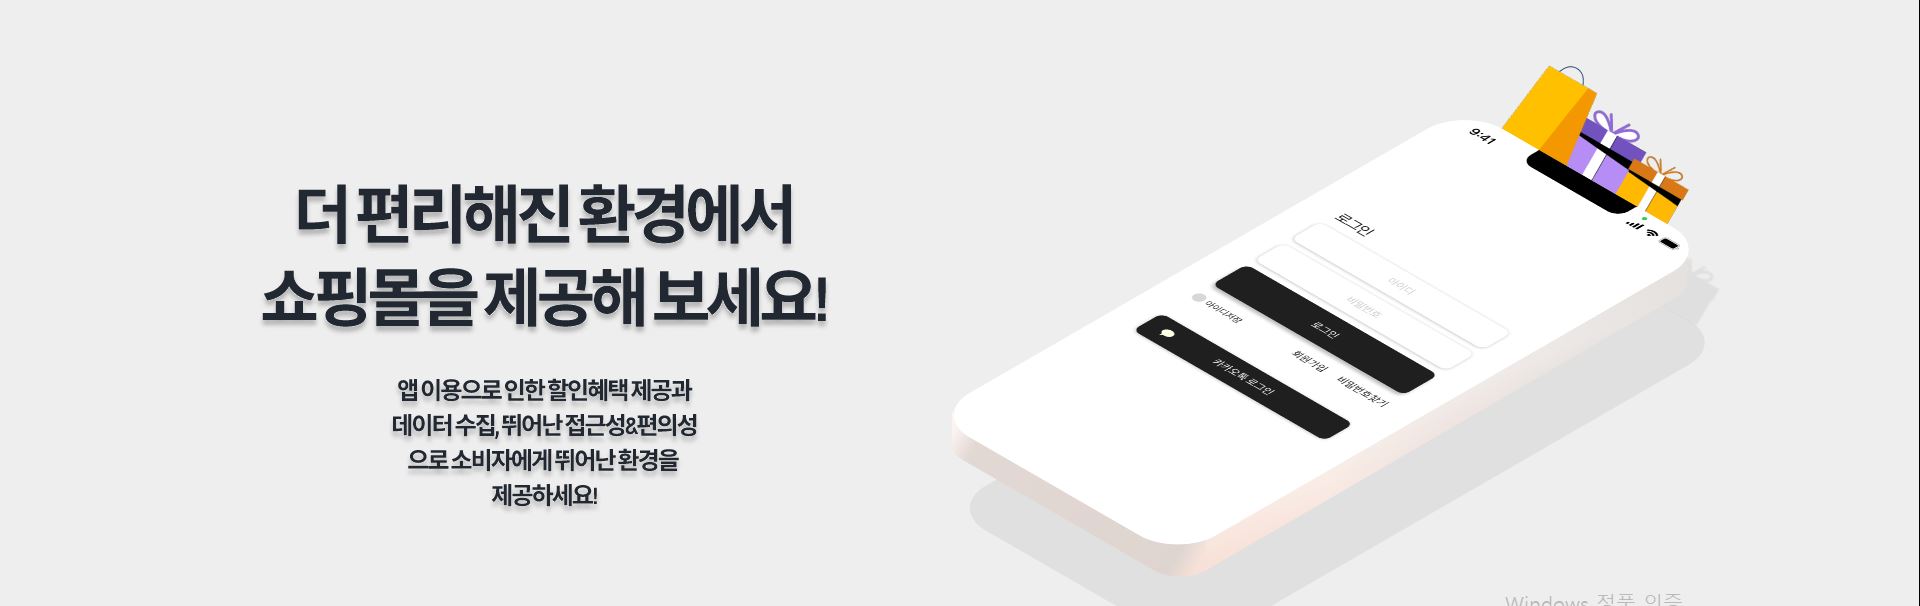 더 편리해진 환경에서
쇼핑몰을 제공해 보세요!
앱 이용으로 인한 할인혜택 제공과
데이터 수집, 뛰어난 접근성&편의성
으로 소비자에게 뛰어난 환경을
제공하세요!
9:41
로그인
아이디
비밀번호
로그인
아이디저장
회원가입
비밀번호찾기
카카오톡 로그인
Windows 정품 인증